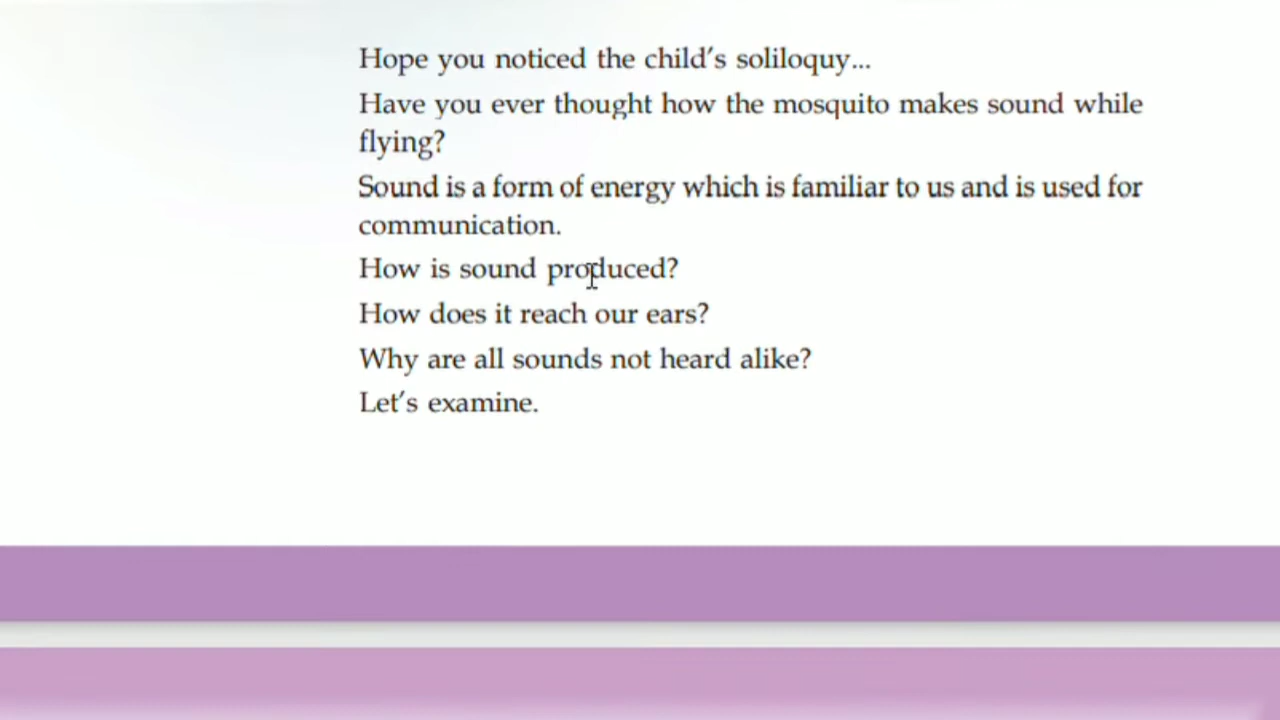 Hope you noticed the child's soliloquy...
Have you ever thought how the mosquito makes sound while
flying?
Sound is a form of energy which is familiar to us and is used for
communication.
How is sound produced?
How does it reach our ears?
Why are all sounds not heard alike?
Let's examine.